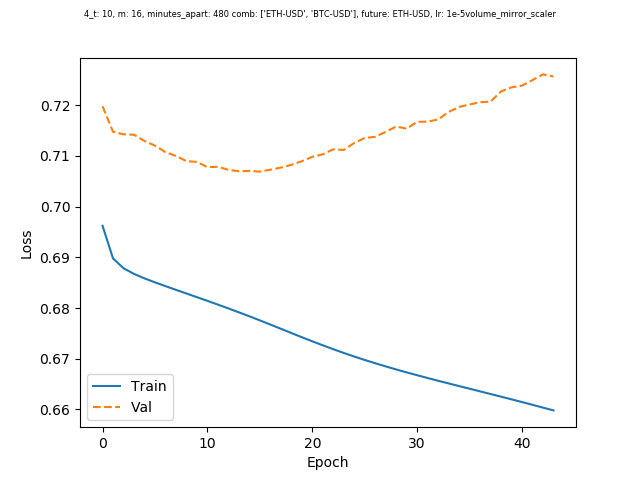 4_t: 10, m: 16, minutes_apart: 480 comb: ['ETH-USD', 'BTC-USD'], future: ETH-USD, lr: 1e-5volume_mirror_scaler
0.72
0.71
0.70
0.69
0.68
0.67
0.66
Loss
Train
Val
0 10 20 30 40
Epoch